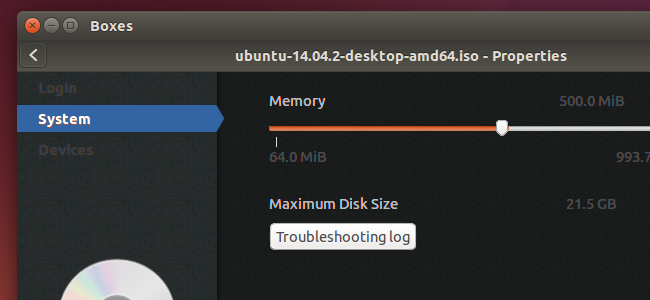 Boxes
ubuntu-14.04.2-desktop-amd64.iso - Properties
Login
System
Devices
Memory 500.0 MiB
64.0 MiB 993.7
Maximum Disk Size 21.5 GB
Troubleshooting log